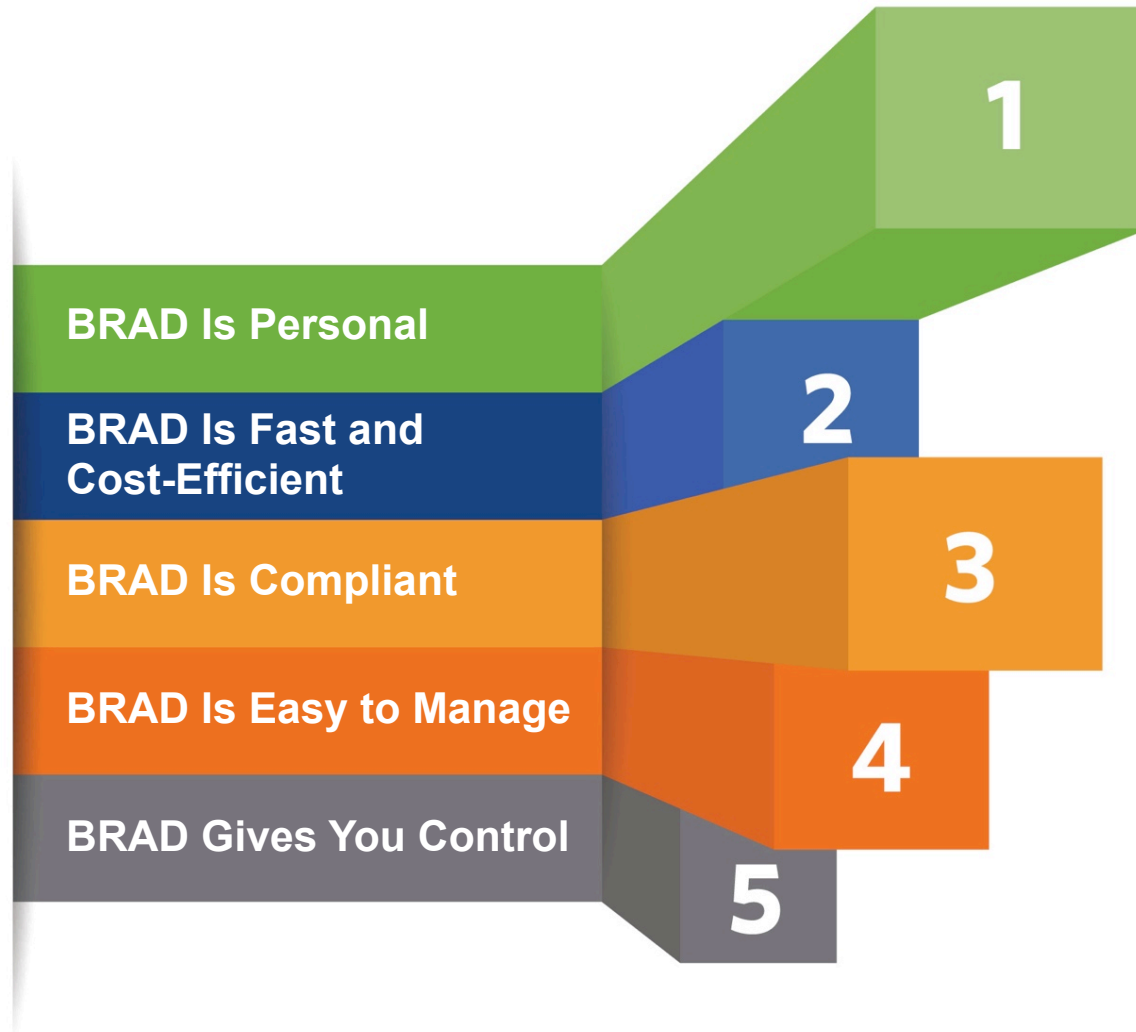 1
BRAD Is Personal
2
BRAD Is Fast and
Cost-Efficient
3
BRAD Is Compliant
4
BRAD Is Easy to Manage
5
BRAD Gives You Control